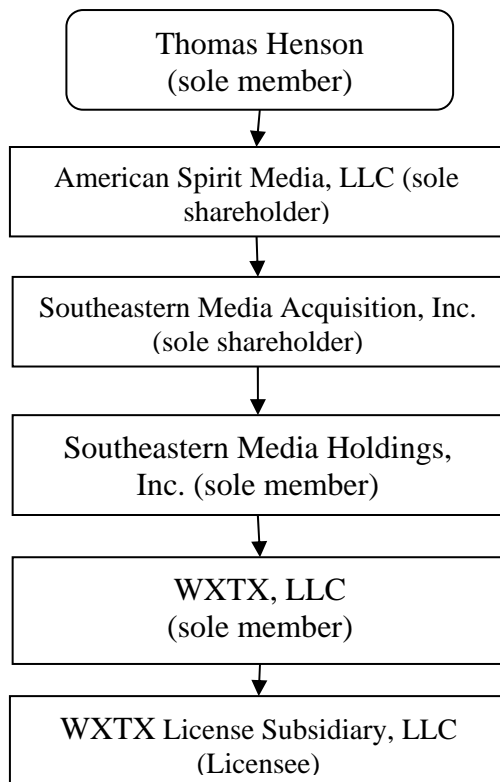 Thomas Henson
(sole member)
American Spirit Media, LLC (sole
shareholder)
Southeastern Media Acquisition, Inc.
(sole shareholder)
Southeastern Media Holdings,
Inc. (sole member)
WXTX, LLC
(sole member)
WXTX License Subsidiary, LLC
(Licensee)